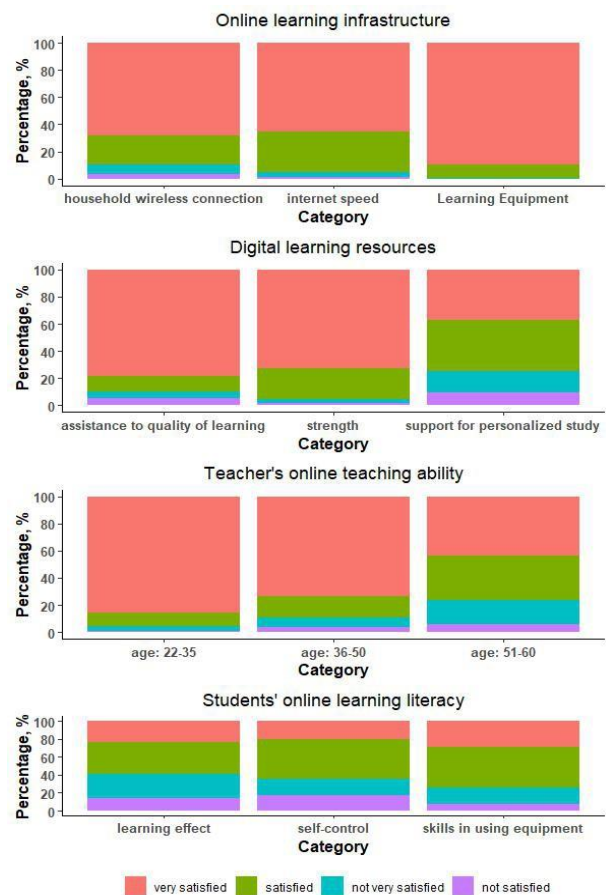 Online learning infrastructure
Percentage, %
100
80
60
40
20
0
household wireless connection internet speed Learning Equipment
Category
Digital learning resources
Percentage, %
100
80
60
40
20
0
assistance to quality of learning strength support for personalized study
Category
Teacher's online teaching ability
Percentage, %
100
80
60
40
20
0
age: 22-35 age: 36-50 age: 51-60
Category
Students' online learning literacy
Percentage, %
100
80
60
40
20
0
learning effect self-control skills in using equipment
Category
very satisfied satisfied not very satisfied not satisfied